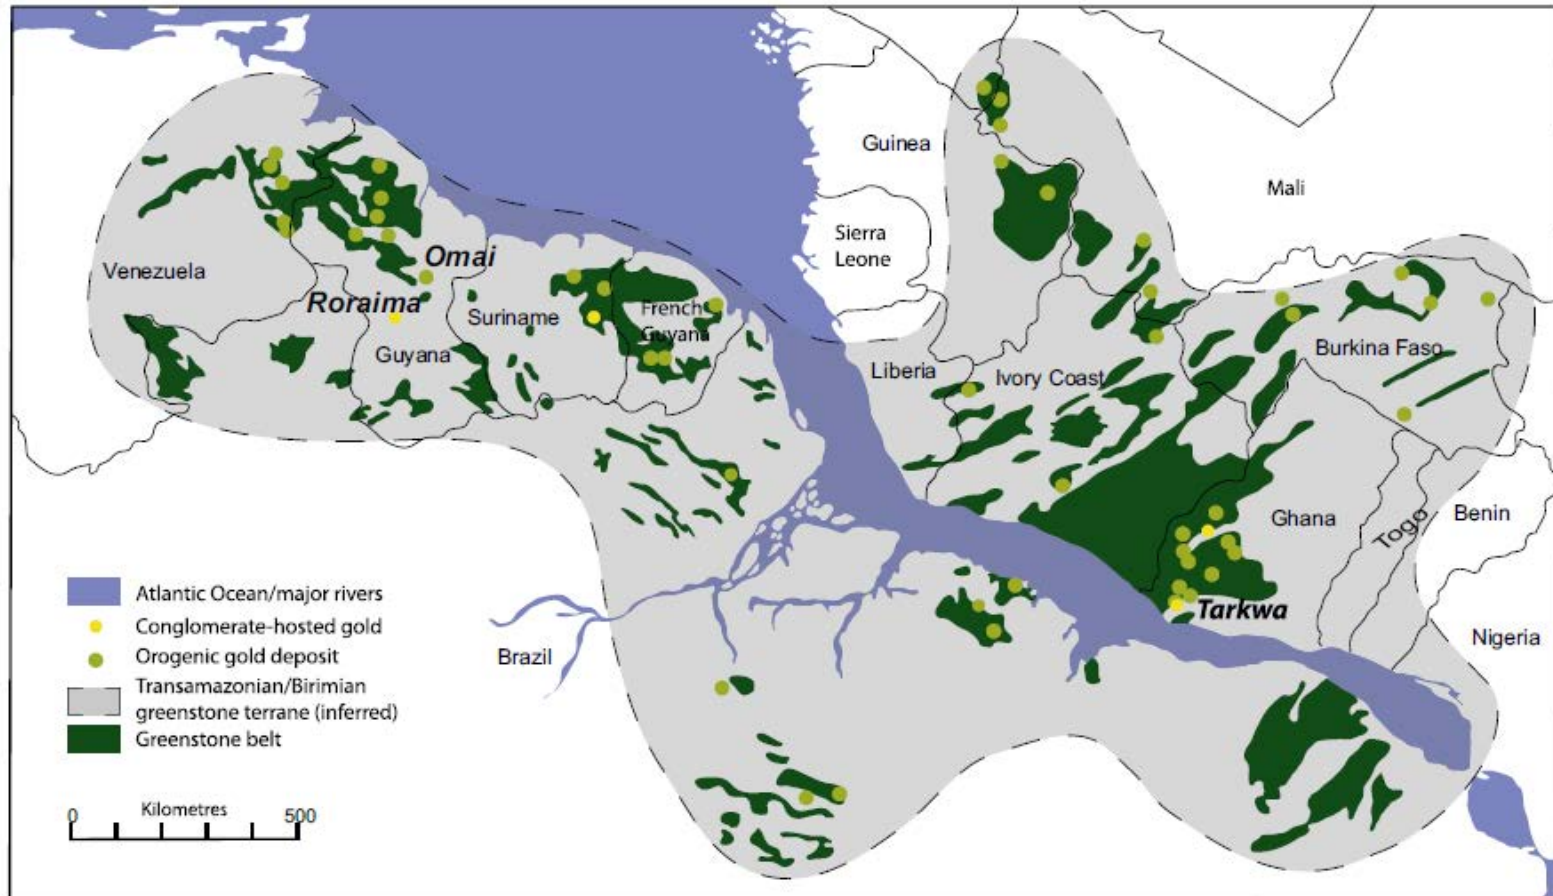 Guinea
Mali
Sierra
Leone
Venezuela
Omai
Roraima
Suriname
French
Guyana
Guyana
Liberia
Ivory Coast
Burkina Faso
Ghana
Togo
Benin
Nigeria
Tarkwa
Brazil
Atlantic Ocean/major rivers
Conglomerate-hosted gold
Orogenic gold deposit
Transamazonian/Birimian
greenstone terrane (inferred)
Greenstone belt
Kilometres
0 500